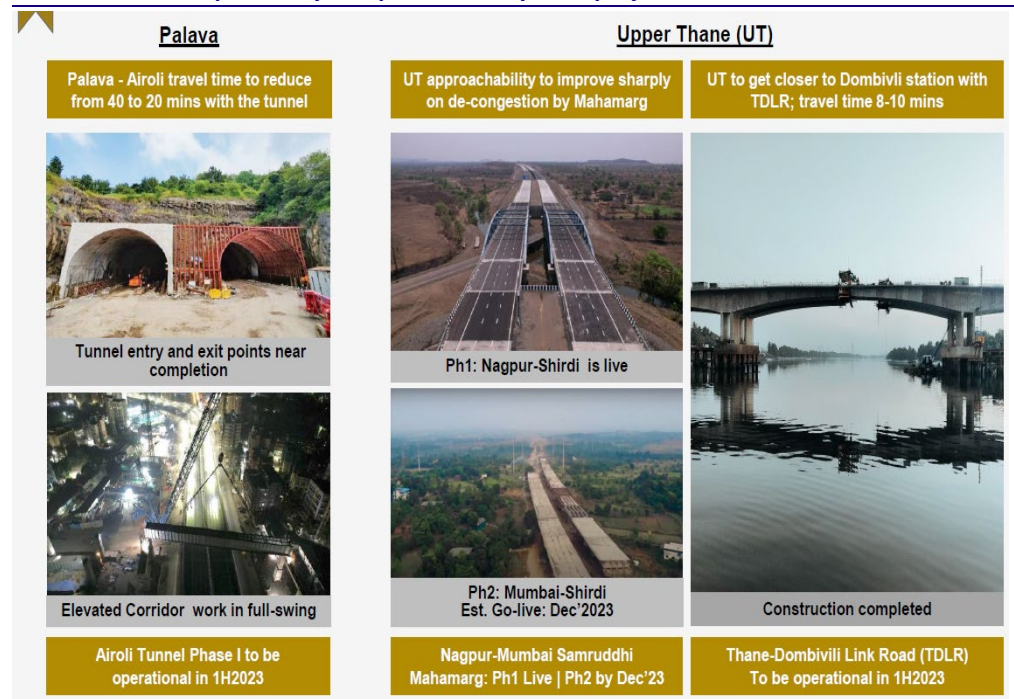 Palava
Upper Thane (UT)
Palava - Airoli travel time to reduce
from 40 to 20 mins with the tunnel
UT approachability to improve sharply
on de-congestion by Mahamarg
UT to get closer to Dombivli station with
TDLR; travel time 8-10 mins
Tunnel entry and exit points near
completion
Ph1: Nagpur-Shirdi is live
Elevated Corridor work in full-swing
Ph2: Mumbai-Shirdi
Est. Go-live: Dec'2023
Construction completed
Airoli Tunnel Phase I to be
operational in 1H2023
Nagpur-Mumbai Samruddhi
Mahamarg: Ph1 Live | Ph2 by Dec'23
Thane-Dombivili Link Road (TDLR)
To be operational in 1H2023